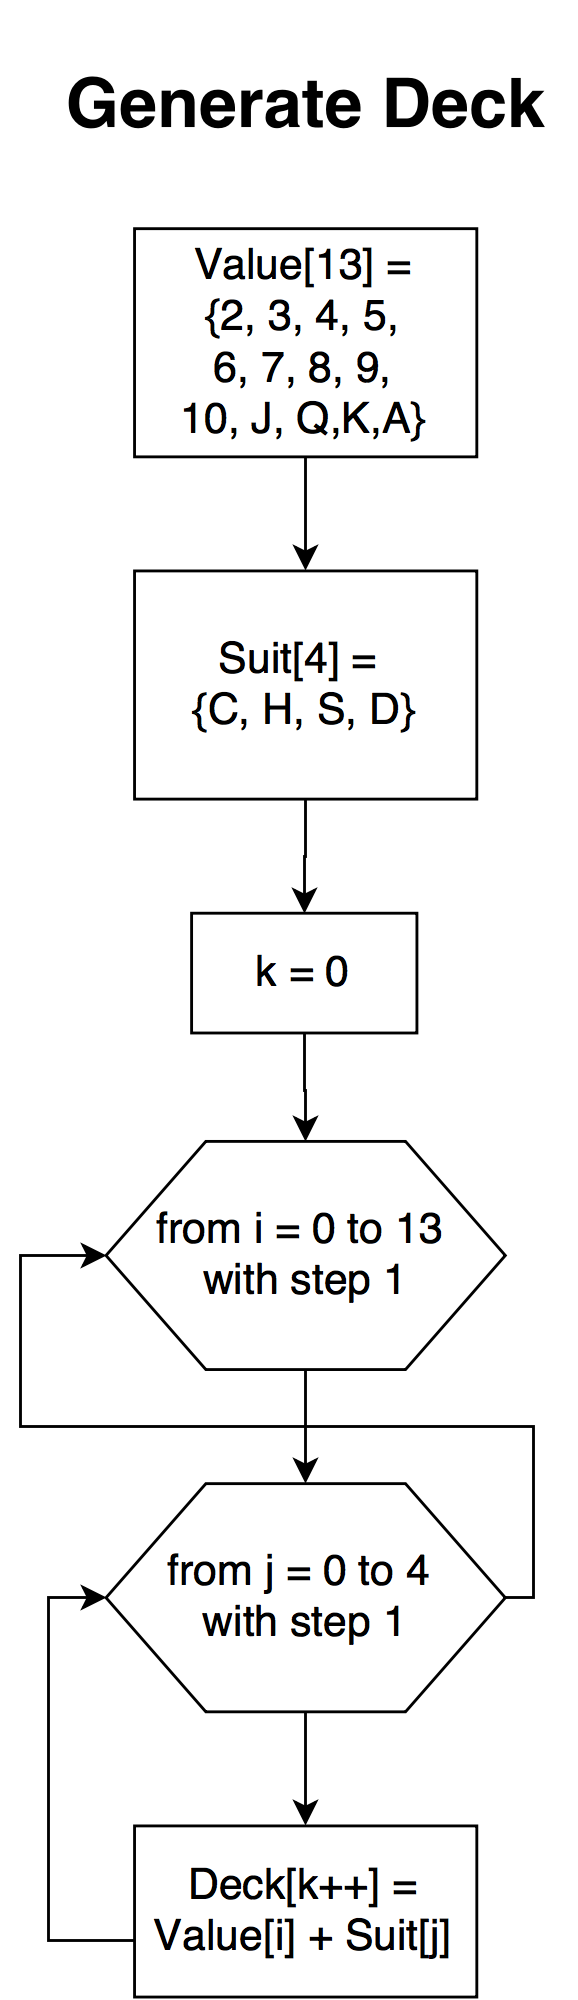 Generate Deck
Value[13] =
{2, 3, 4, 5,
6, 7, 8, 9,
10, J, Q,K,A}
Suit[4] =
{C, H, S, D}
k = 0
from i = 0 to 13
with step 1
from j = 0 to 4
with step 1
Deck[k++] =
Value[i] + Suit[j]